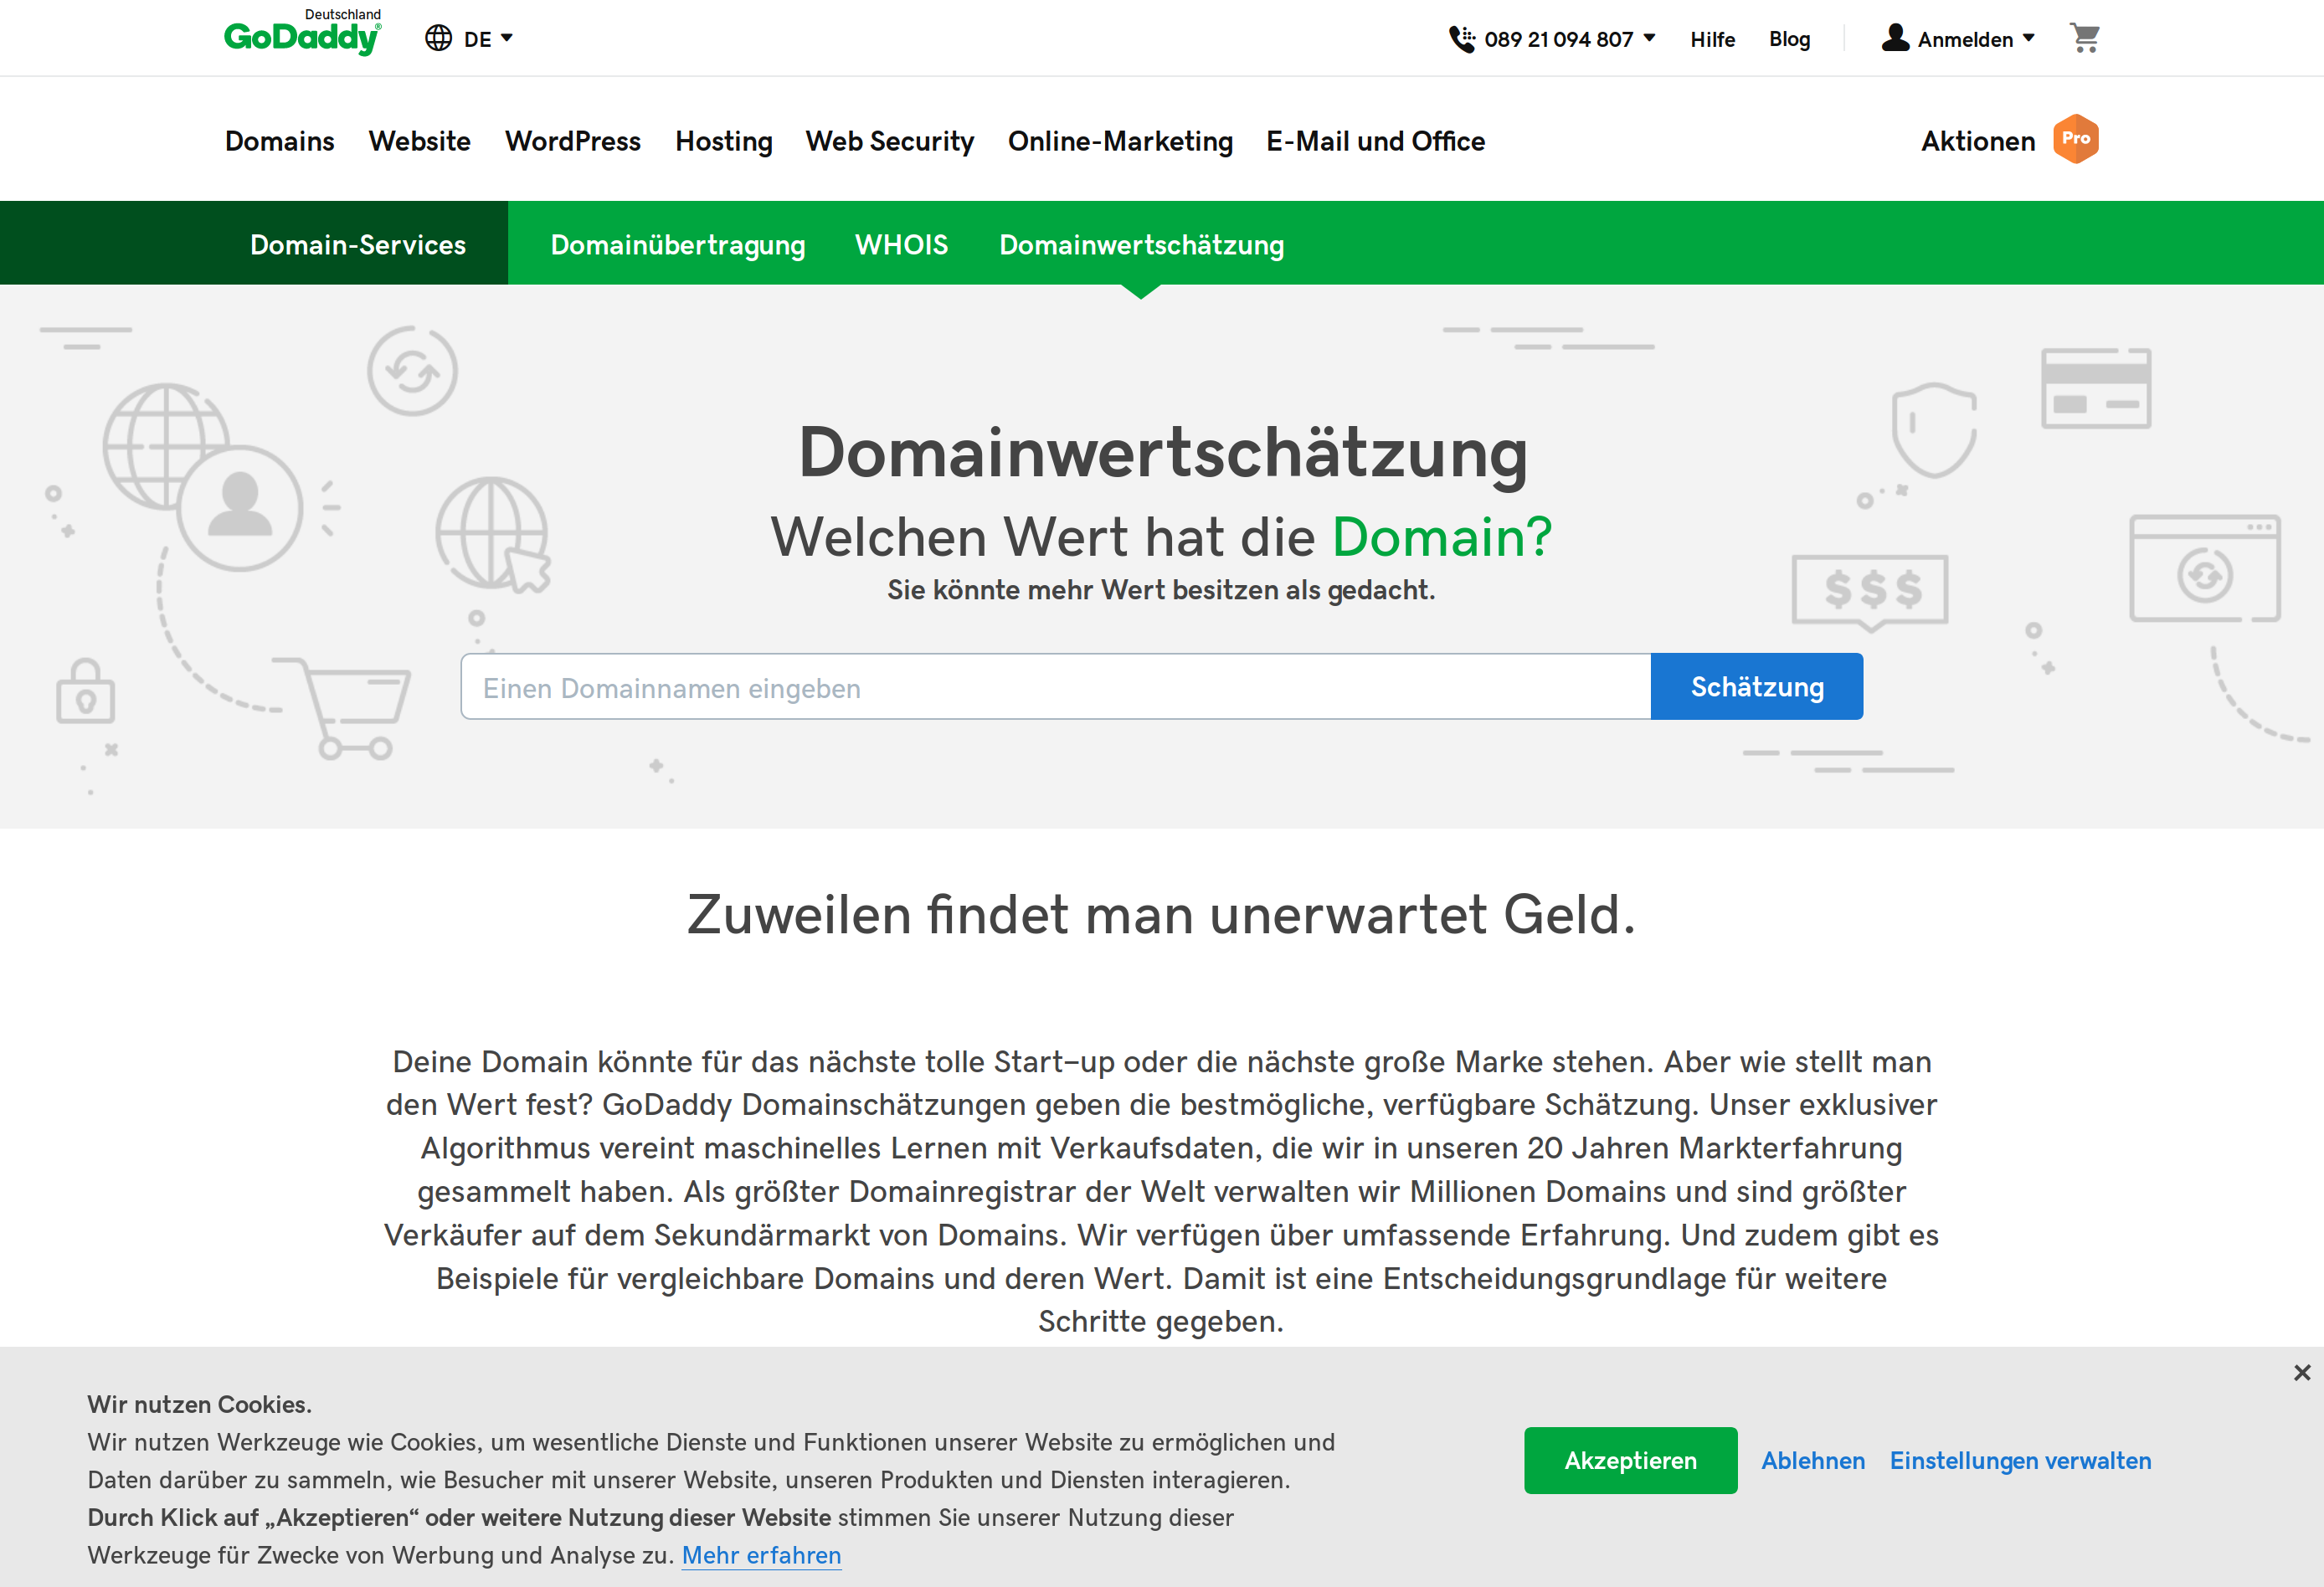 Deutschland
GoDaddy® DE 089 21 094 807 Hilfe Blog Anmelden
Domains Website WordPress Hosting Web Security Online-Marketing E-Mail und Office Aktionen Pro
Domain-Services Domainübertragung WHOIS Domainwertschätzung
Domainwertschätzung
Welchen Wert hat die Domain?
Sie könnte mehr Wert besitzen als gedacht.
$$$
Einen Domainnamen eingeben Schätzung
Zuweilen findet man unerwartet Geld.
Deine Domain könnte für das nächste tolle Start–up oder die nächste große Marke stehen. Aber wie stellt man
den Wert fest? GoDaddy Domainschätzungen geben die bestmögliche, verfügbare Schätzung. Unser exklusiver
Algorithmus vereint maschinelles Lernen mit Verkaufsdaten, die wir in unseren 20 Jahren Markterfahrung
gesammelt haben. Als größter Domainregistrar der Welt verwalten wir Millionen Domains und sind größter
Verkäufer auf dem Sekundärmarkt von Domains. Wir verfügen über umfassende Erfahrung. Und zudem gibt es
Beispiele für vergleichbare Domains und deren Wert. Damit ist eine Entscheidungsgrundlage für weitere
Schritte gegeben.
Wir nutzen Cookies.
Wir nutzen Werkzeuge wie Cookies, um wesentliche Dienste und Funktionen unserer Website zu ermöglichen und
Daten darüber zu sammeln, wie Besucher mit unserer Website, unseren Produkten und Diensten interagieren.
Durch Klick auf „Akzeptieren“ oder weitere Nutzung dieser Website stimmen Sie unserer Nutzung dieser
Werkzeuge für Zwecke von Werbung und Analyse zu. Mehr erfahren
Akzeptieren Ablehnen Einstellungen verwalten